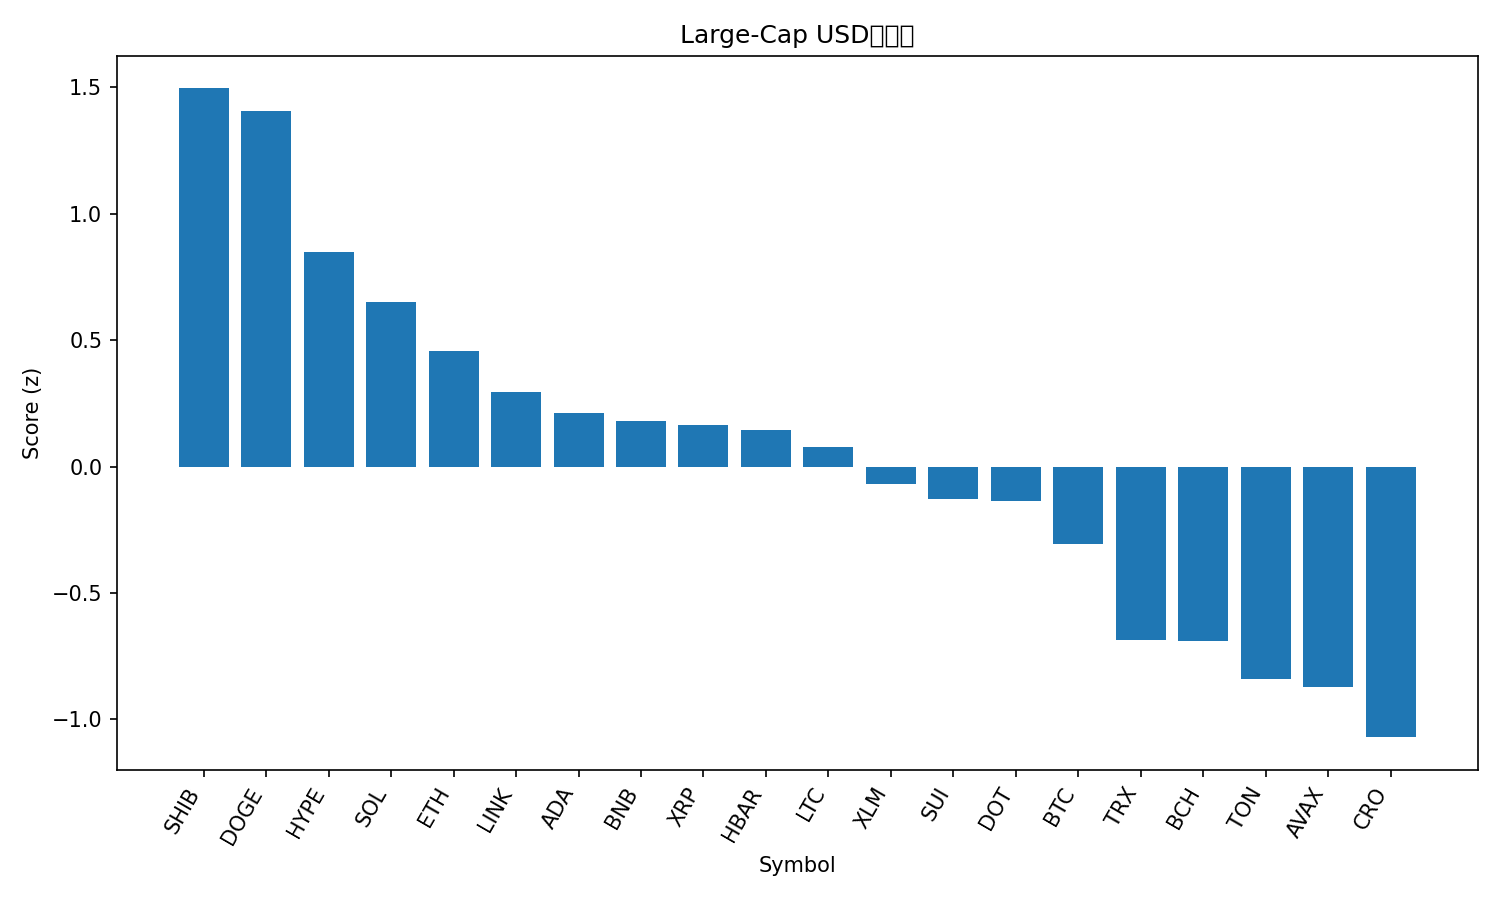 Large-Cap USD
Score (z)
1.5
1.0
0.5
0.0
−0.5
−1.0
SHIB
DOGE
HYPE
SOL
ETH
LINK
ADA
BNB
XRP
HBAR
LTC
XLM
SUI
DOT
BTC
TRX
BCH
TON
AVAX
CRO
Symbol